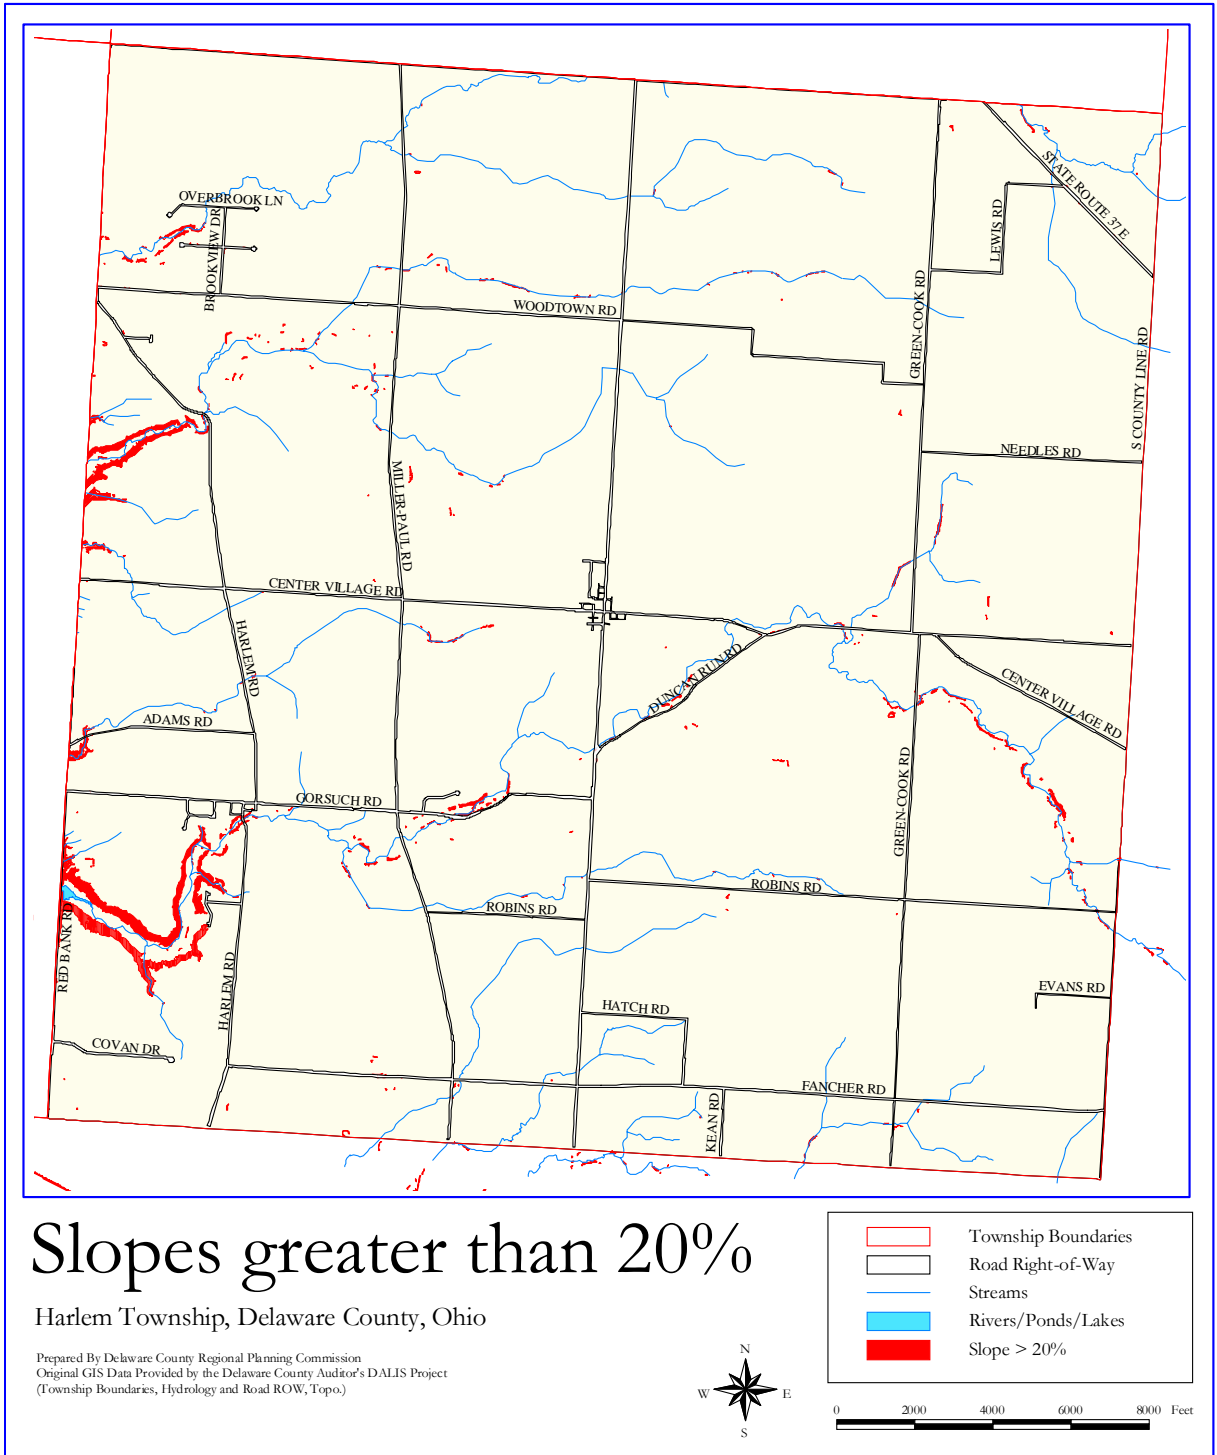 OVERBROOK LN
BROOKVIEW DR
STATE ROUTE 37 E
LEWIS RD
WOODTOWN RD
GREEN-COOK RD
S COUNTY LINE RD
NEEDLES RD
MILLER-PAUL RD
CENTER VILLAGE RD
HARLEM RD
DUNCAN RUN RD
CENTER VILLAGE RD
ADAMS RD
GORSUCH RD
GREEN-COOK RD
ROBINS RD
ROBINS RD
RED BANK RD
HARLEM RD
EVANS RD
HATCH RD
COVAN DR
FANCHER RD
KEAN RD
Slopes greater than 20%
Harlem Township, Delaware County, Ohio
Prepared By Delaware County Regional Planning Commission
Original GIS Data Provided by the Delaware County Auditor's DALIS Project
(Township Boundaries, Hydrology and Road ROW, Topo.)
N
W
E
S
Township Boundaries
Road Right-of-Way
Streams
Rivers/Ponds/Lakes
Slope > 20%
0 2000 4000 6000 8000 Feet